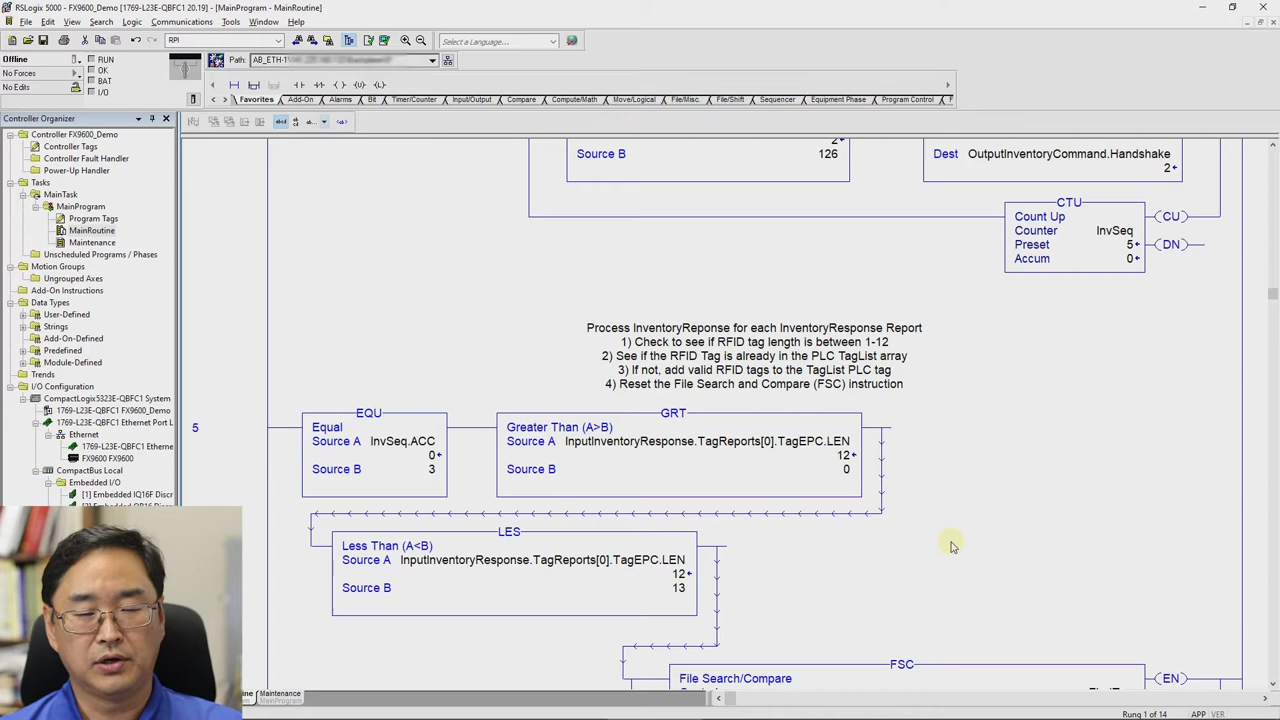 RSLogix 5000 - FX9600_Demo [1769-L23E-QBFC1 20.19] - [MainProgram - MainRoutine]
File Edit View Search Logic Communications Tools Window Help
RPI
Select a Language...
Offline
RUN
No Forces
OK
No Edits
BAT
I/O
Path:
AB_ETH-1\
Favorites Add-On Alarms Bit Timer/Counter Input/Output Compare Compute/Math Move/Logical File/Misc. File/Shift Sequencer Equipment Phase Program Control
Controller Organizer
Controller FX9600_Demo
Controller Tags
Controller Fault Handler
Power-Up Handler
Tasks
MainTask
MainProgram
Program Tags
MainRoutine
Maintenance
Unscheduled Programs / Phases
Motion Groups
Ungrouped Axes
Add-On Instructions
Data Types
User-Defined
Strings
Add-On-Defined
Predefined
Module-Defined
Trends
I/O Configuration
CompactLogix5323E-QBFC1 System
1769-L23E-QBFC1 FX9600_Demo
1769-L23E-QBFC1 Ethernet Port L
Ethernet
1769-L23E-QBFC1 Etherne
FX9600 FX9600
CompactBus Local
Embedded I/O
[1] Embedded IQ16F Discr
2
Source B 126
Dest OutputInventoryCommand.Handshake
2
CTU
Count Up
Counter InvSeq
Preset 5
Accum 0
CU
DN
Process InventoryReponse for each InventoryResponse Report
1) Check to see if RFID tag length is between 1-12
2) See if the RFID Tag is already in the PLC TagList array
3) If not, add valid RFID tags to the TagList PLC tag
4) Reset the File Search and Compare (FSC) instruction
5
EQU
Equal
Source A InvSeq.ACC
0
Source B 3
GRT
Greater Than (A>B)
Source A InputInventoryResponse.TagReports[0].TagEPC.LEN
12
Source B 0
LES
Less Than (A<B)
Source A InputInventoryResponse.TagReports[0].TagEPC.LEN
12
Source B 13
FSC
File Search/Compare
EN
Maintenance
MainProgram
Rung 1 of 14 APP VER